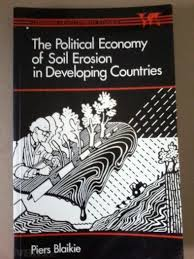 The Political Economy
of Soil Erosion
in Developing Countries
Piers Blaikie